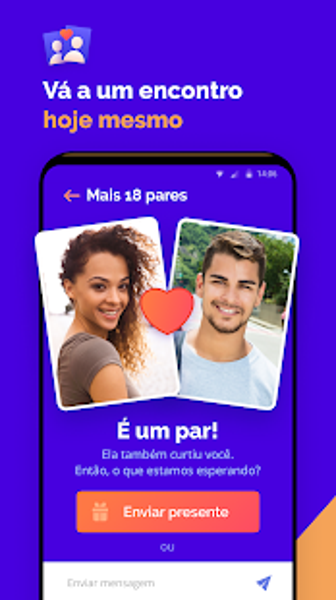 Vá a um encontro
hoje mesmo
14:06
Mais 18 pares
É um par!
Ela também curtiu você.
Então, o que estamos esperando?
Enviar presente
OU
Enviar mensagem